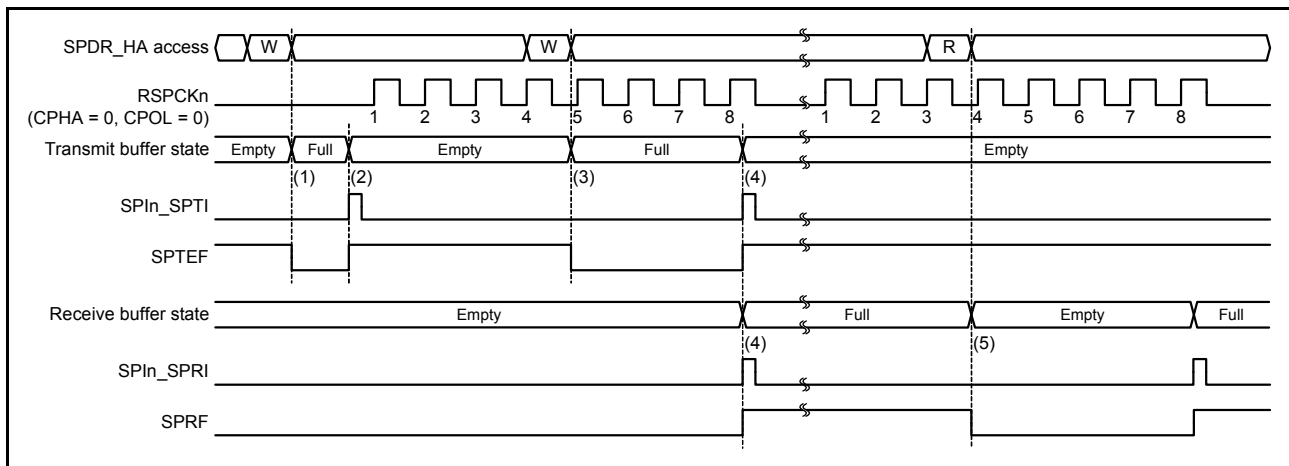 SPDR_HA access W W R
RSPCKn
(CPHA = 0, CPOL = 0)
1 2 3 4 5 6 7 8 1 2 3 4 5 6 7 8
Transmit buffer state Empty Full Empty Full Empty
(1) (2) (3) (4)
SPIn_SPTI
SPTEF
Receive buffer state Empty Full Empty Full
(4) (5)
SPIn_SPRI
SPRF